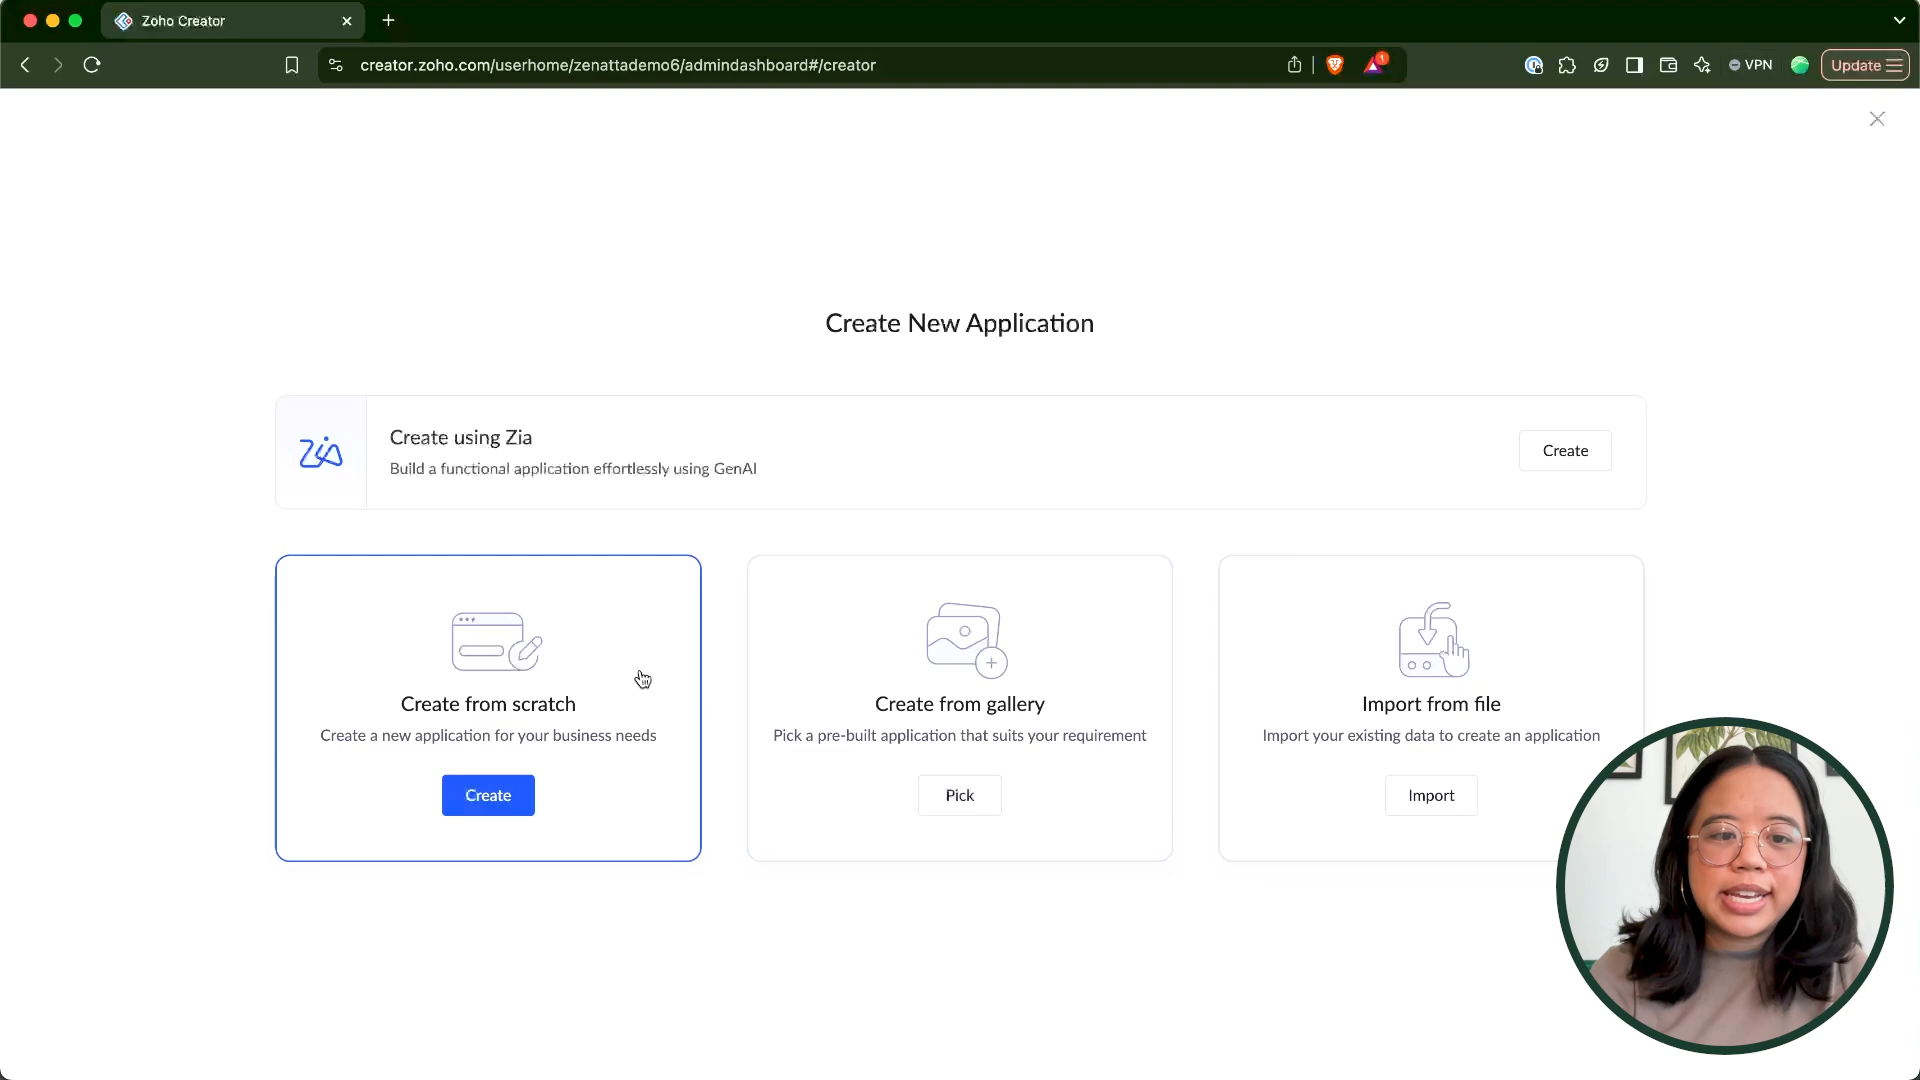 Zoho Creator
creator.zoho.com/userhome/zenattademo6/admindashboard#/creator
1
VPN
Update
Create New Application
Zia
Create using Zia
Build a functional application effortlessly using GenAI
Create
Create from scratch
Create a new application for your business needs
Create
Create from gallery
Pick a pre-built application that suits your requirement
Pick
Import from file
Import your existing data to create an application
Import